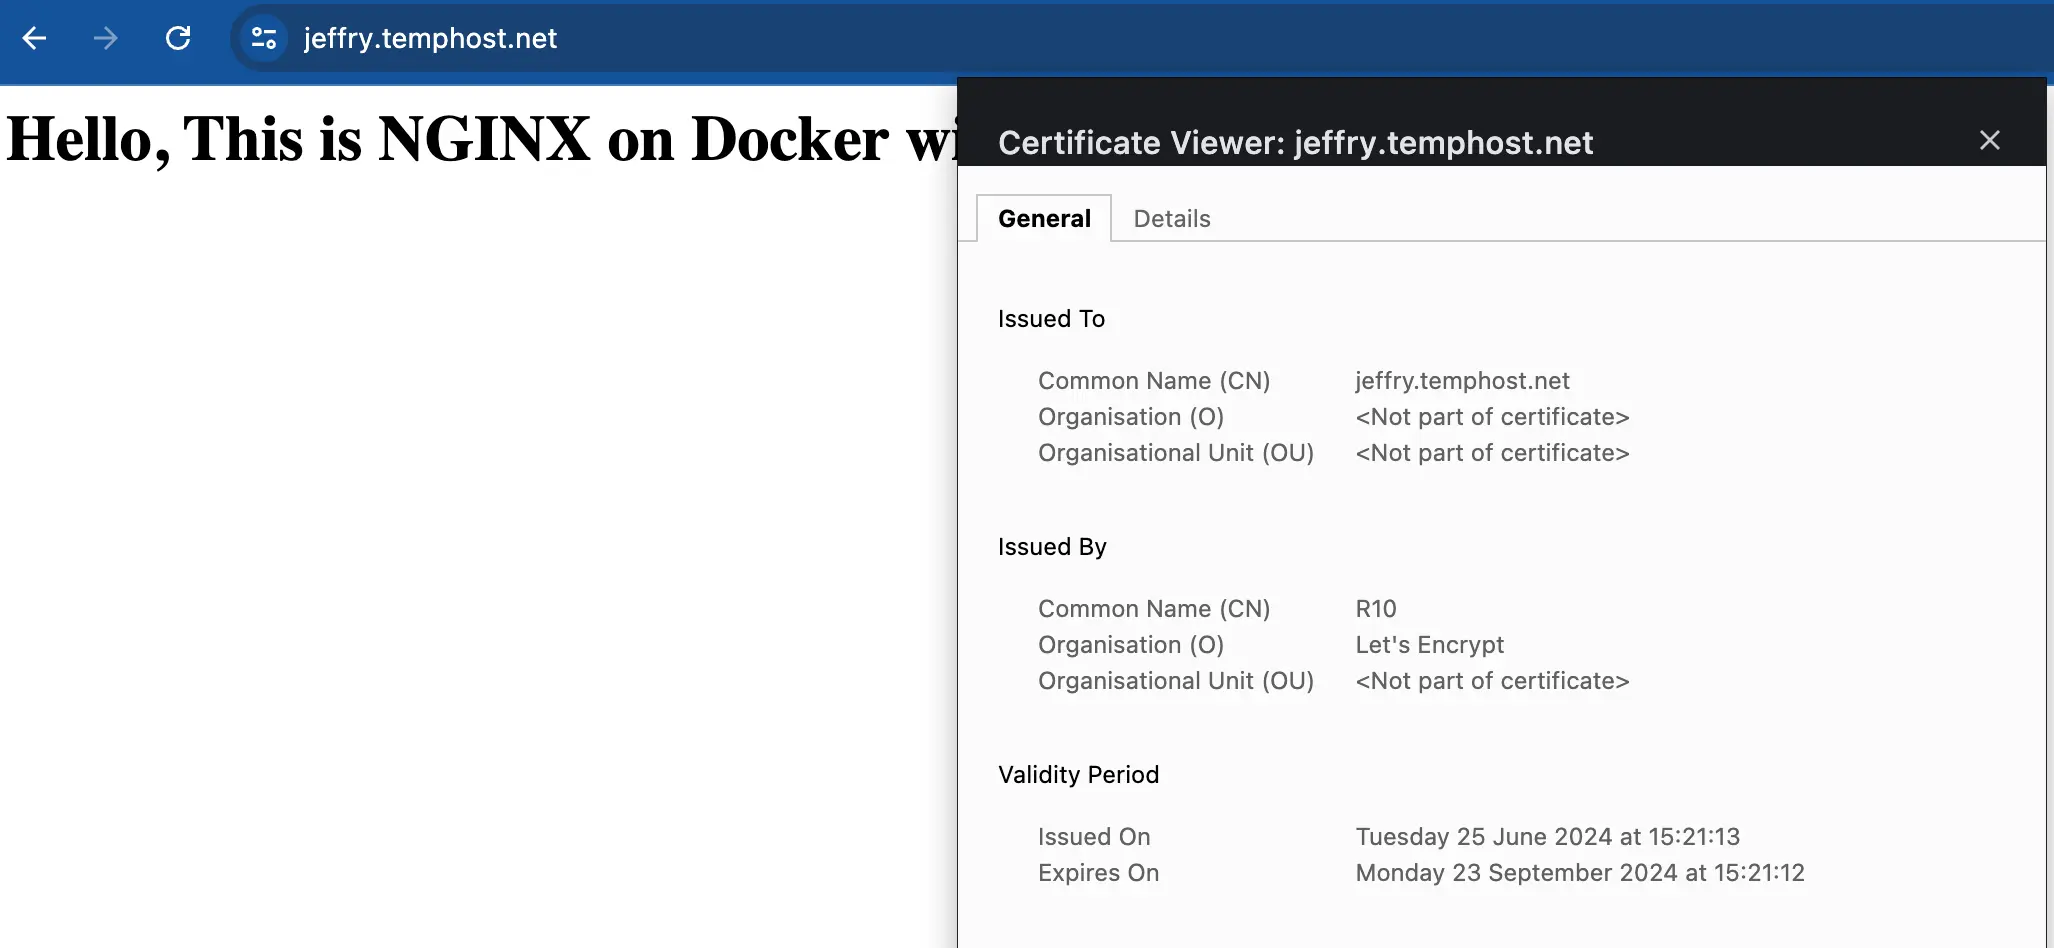 jeffry.temphost.net
Hello, This is NGINX on Docker
Certificate Viewer: jeffry.temphost.net
General Details
Issued To
Common Name (CN) jeffry.temphost.net
Organisation (O) <Not part of certificate>
Organisational Unit (OU) <Not part of certificate>
Issued By
Common Name (CN) R10
Organisation (O) Let's Encrypt
Organisational Unit (OU) <Not part of certificate>
Validity Period
Issued On Tuesday 25 June 2024 at 15:21:13
Expires On Monday 23 September 2024 at 15:21:12